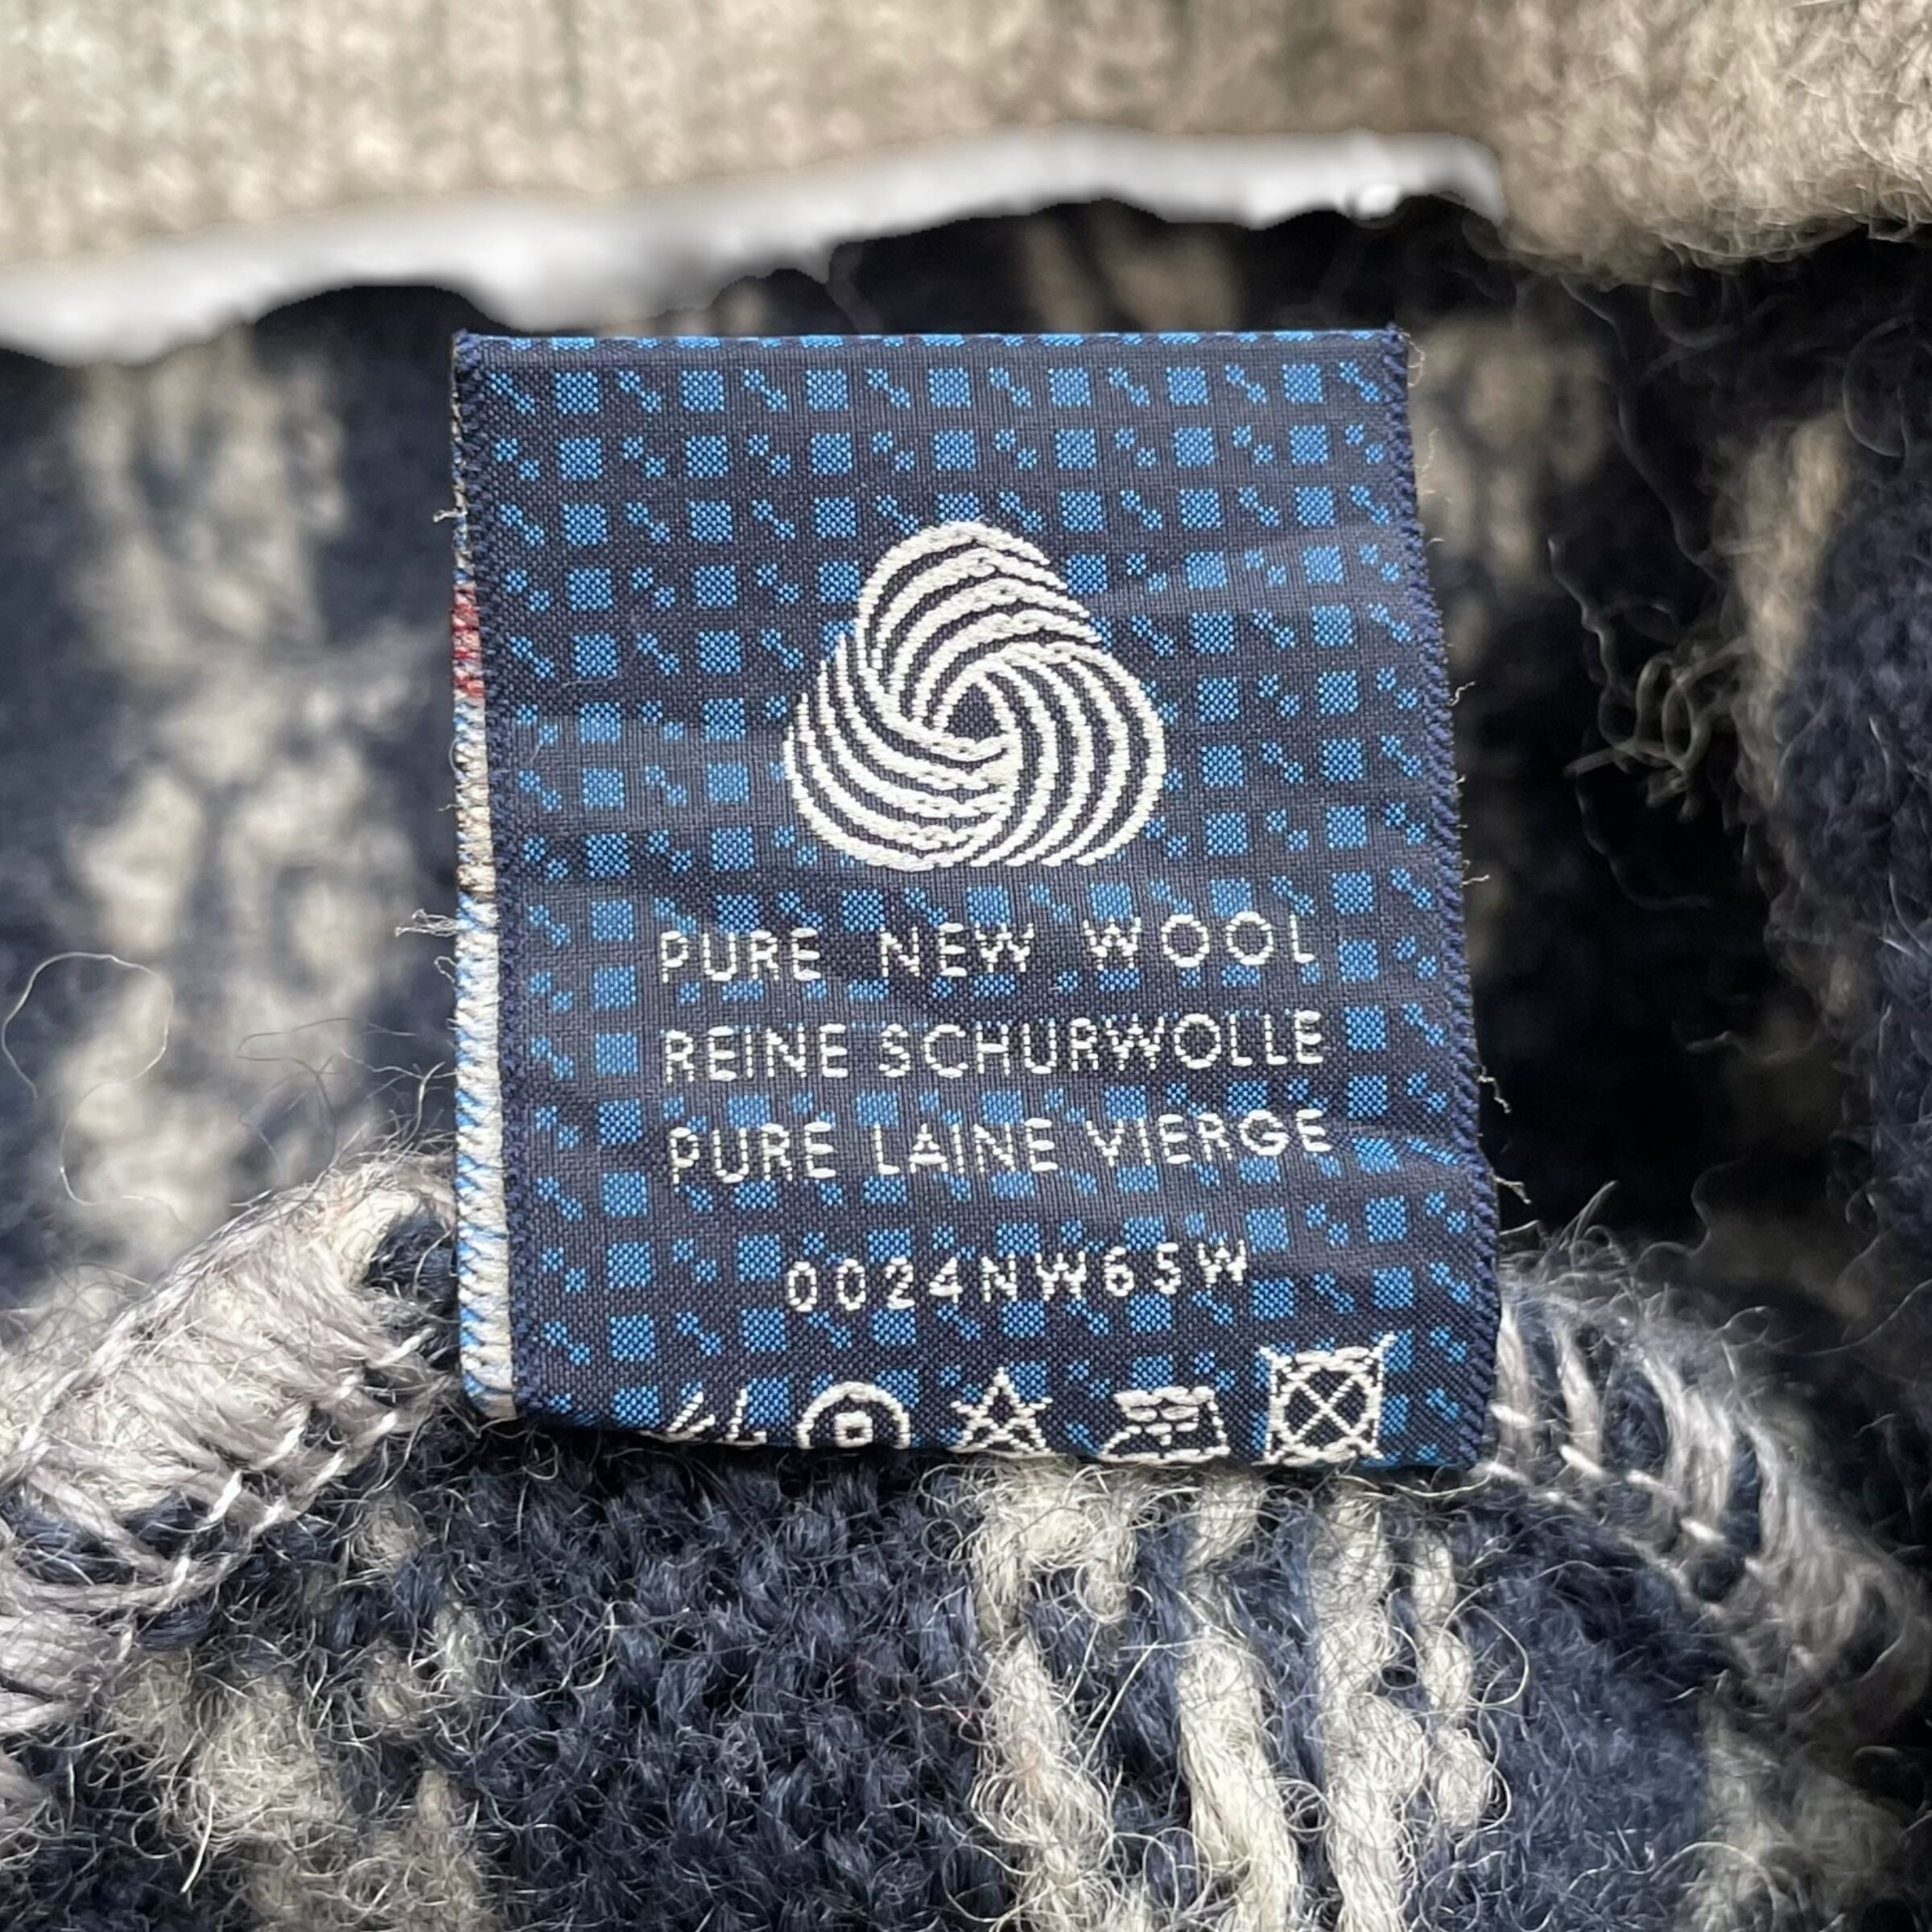 PURE NEW WOOL
REINE SCHURWOLLE
PURE LAINE VIERGE
0024NW65W